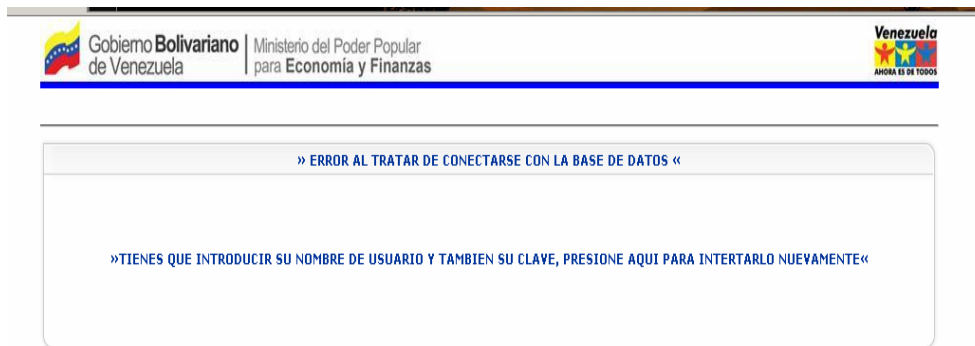 Gobierno Bolivariano
de Venezuela
Ministerio del Poder Popular
para Economía y Finanzas
Venezuela
AHORA ES DE TODOS
» ERROR AL TRATAR DE CONECTARSE CON LA BASE DE DATOS «
»TIENES QUE INTRODUCIR SU NOMBRE DE USUARIO Y TAMBIEN SU CLAVE, PRESIONE AQUI PARA INTERTARLO NUEVAMENTE«